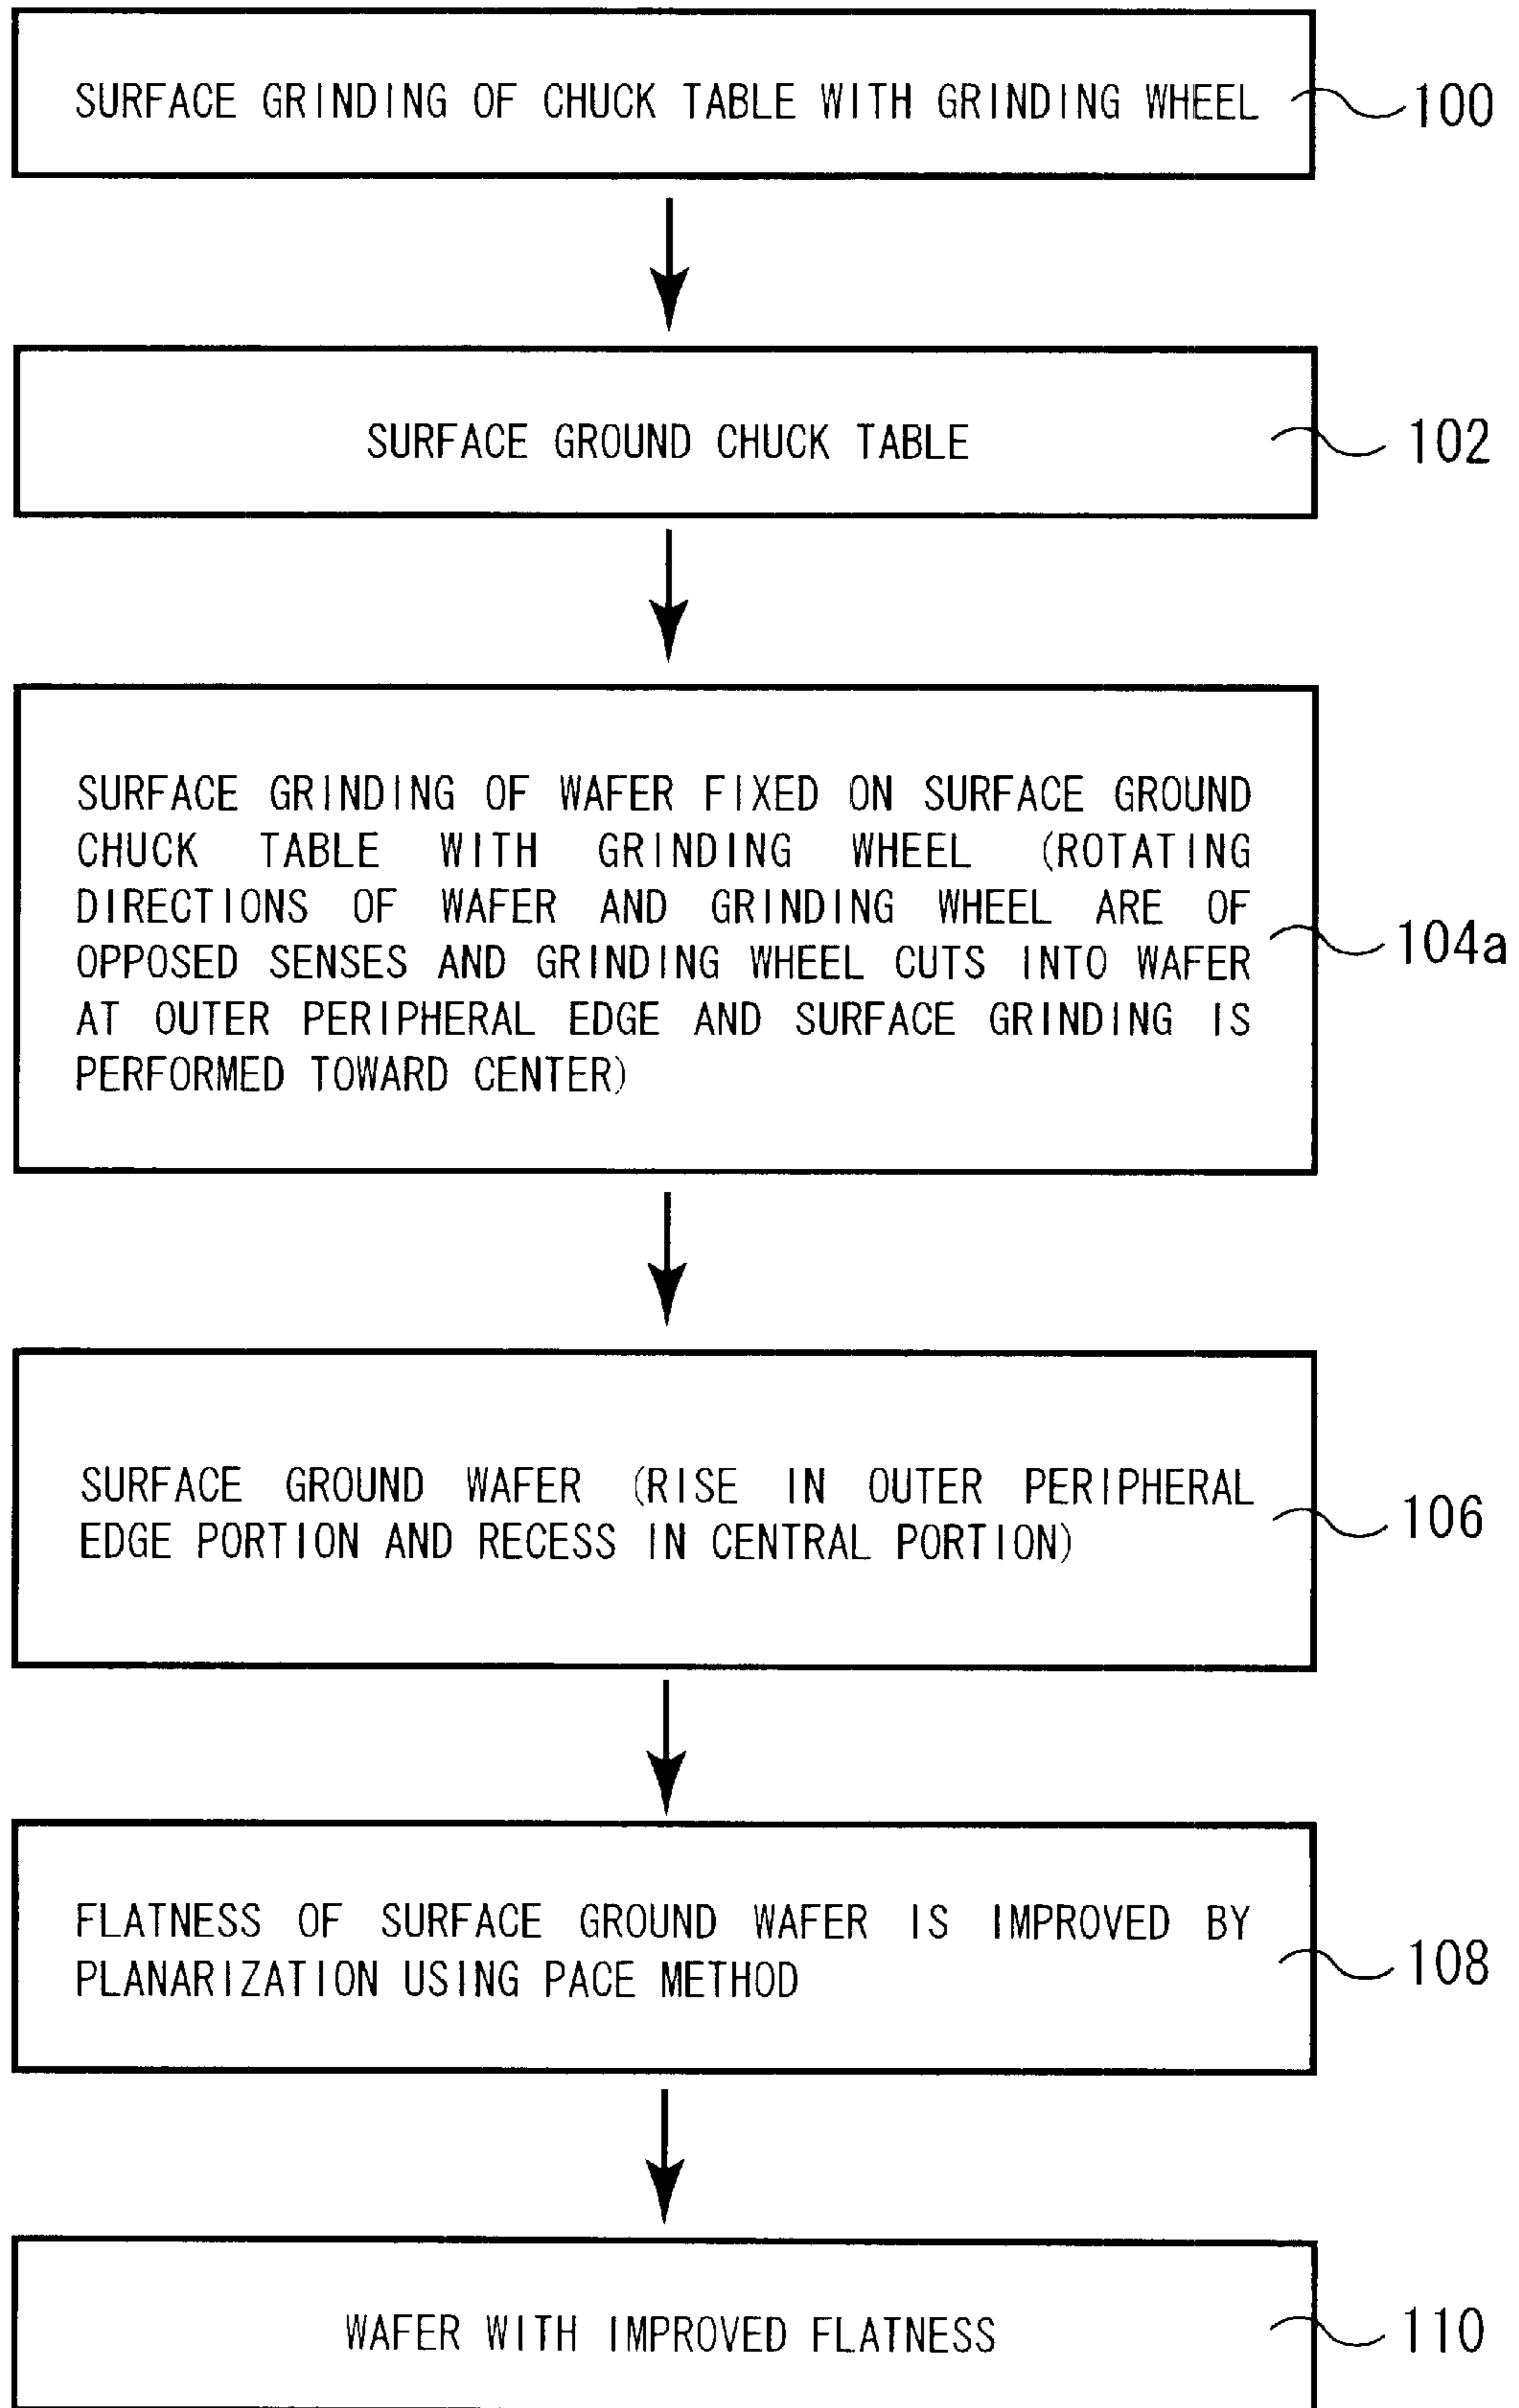 SURFACE GRINDING OF CHUCK TABLE WITH GRINDING WHEEL
100
SURFACE GROUND CHUCK TABLE
102
SURFACE GRINDING OF WAFER FIXED ON SURFACE GROUND
CHUCK TABLE WITH GRINDING WHEEL (ROTATING
DIRECTIONS OF WAFER AND GRINDING WHEEL ARE OF
OPPOSED SENSES AND GRINDING WHEEL CUTS INTO WAFER
AT OUTER PERIPHERAL EDGE AND SURFACE GRINDING IS
PERFORMED TOWARD CENTER)
104a
SURFACE GROUND WAFER (RISE IN OUTER PERIPHERAL
EDGE PORTION AND RECESS IN CENTRAL PORTION)
106
FLATNESS OF SURFACE GROUND WAFER IS IMPROVED BY
PLANARIZATION USING PACE METHOD
108
WAFER WITH IMPROVED FLATNESS
110